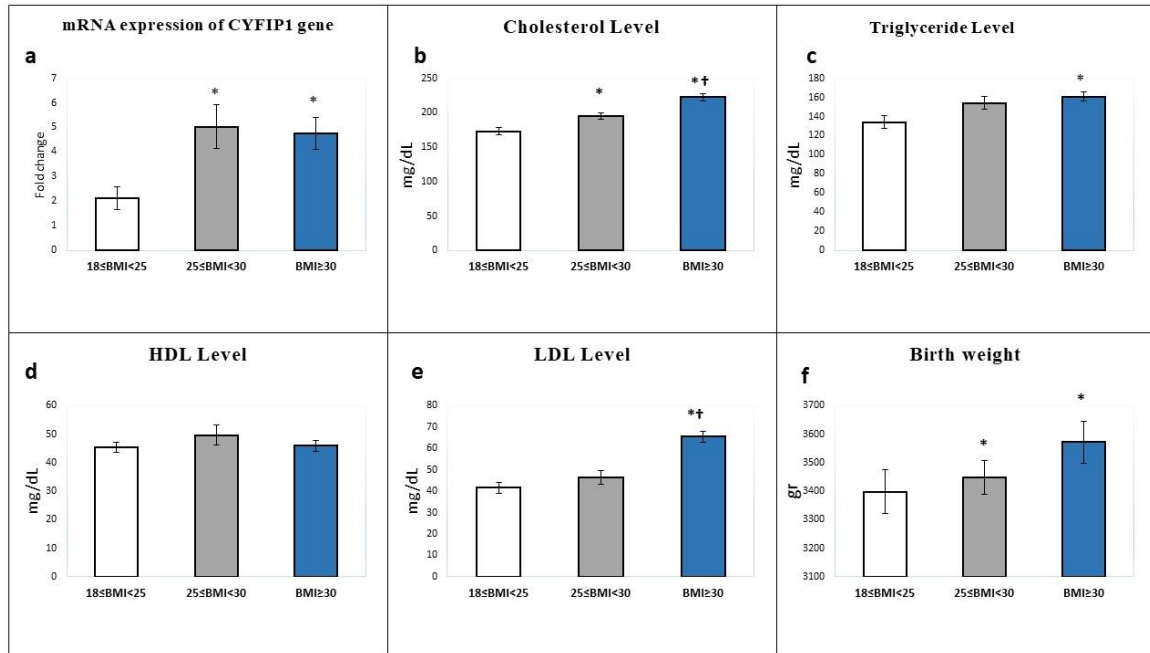 mRNA expression of CYFIP1 gene
a
Fold change
7
6
5
4
3
2
1
0
*
*
18≤BMI<25 25≤BMI<30 BMI≥30
Cholesterol Level
b
mg/dL
250
200
150
100
50
0
*
*†
18≤BMI<25 25≤BMI<30 BMI≥30
Triglyceride Level
c
mg/dL
180
160
140
120
100
80
60
40
20
0
*
18≤BMI<25 25≤BMI<30 BMI≥30
HDL Level
d
mg/dL
60
50
40
30
20
10
0
18≤BMI<25 25≤BMI<30 BMI≥30
LDL Level
e
mg/dL
80
70
60
50
40
30
20
10
0
*†
18≤BMI<25 25≤BMI<30 BMI≥30
Birth weight
f
gr
3700
3600
3500
3400
3300
3200
3100
*
*
18≤BMI<25 25≤BMI<30 BMI≥30